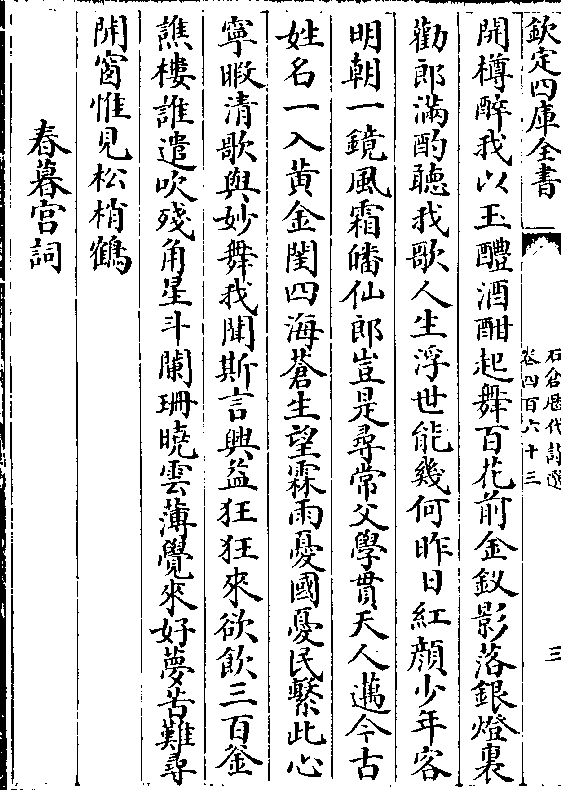 欽定四庫全書
石倉歷代詩選
卷四百六十三
三
開樽醉我以玉醴酒酣起舞百花前金釵影落銀燈裏
勸郎滿酌聽我歌人生浮世能幾何昨日紅顔少年客
明朝一鏡風霜皤仙郎豈是尋常父學貫天人邁今古
姓名一入黄金閨四海蒼生望霖雨憂國憂民繫此心
寜暇清歌與妙舞我聞斯言興益狂狂來欲飲三百釡
譙樓誰遣吹殘角星斗闌珊曉雲薄覺來好夢苦難尋
開窗惟見松梢鶴
春暮宫詞